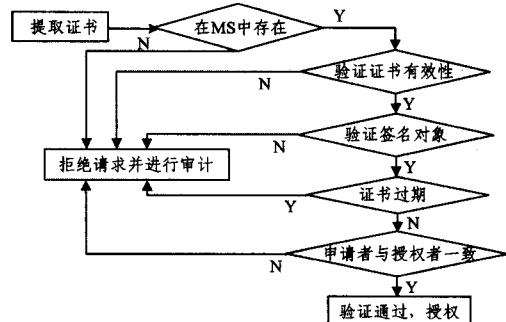 提取证书
在MS中存在
Y
N
验证证书有效性
N
Y
验证签名对象
N
Y
拒绝请求并进行审计
证书过期
Y
N
申请者与授权者一致
N
Y
验证通过，授权